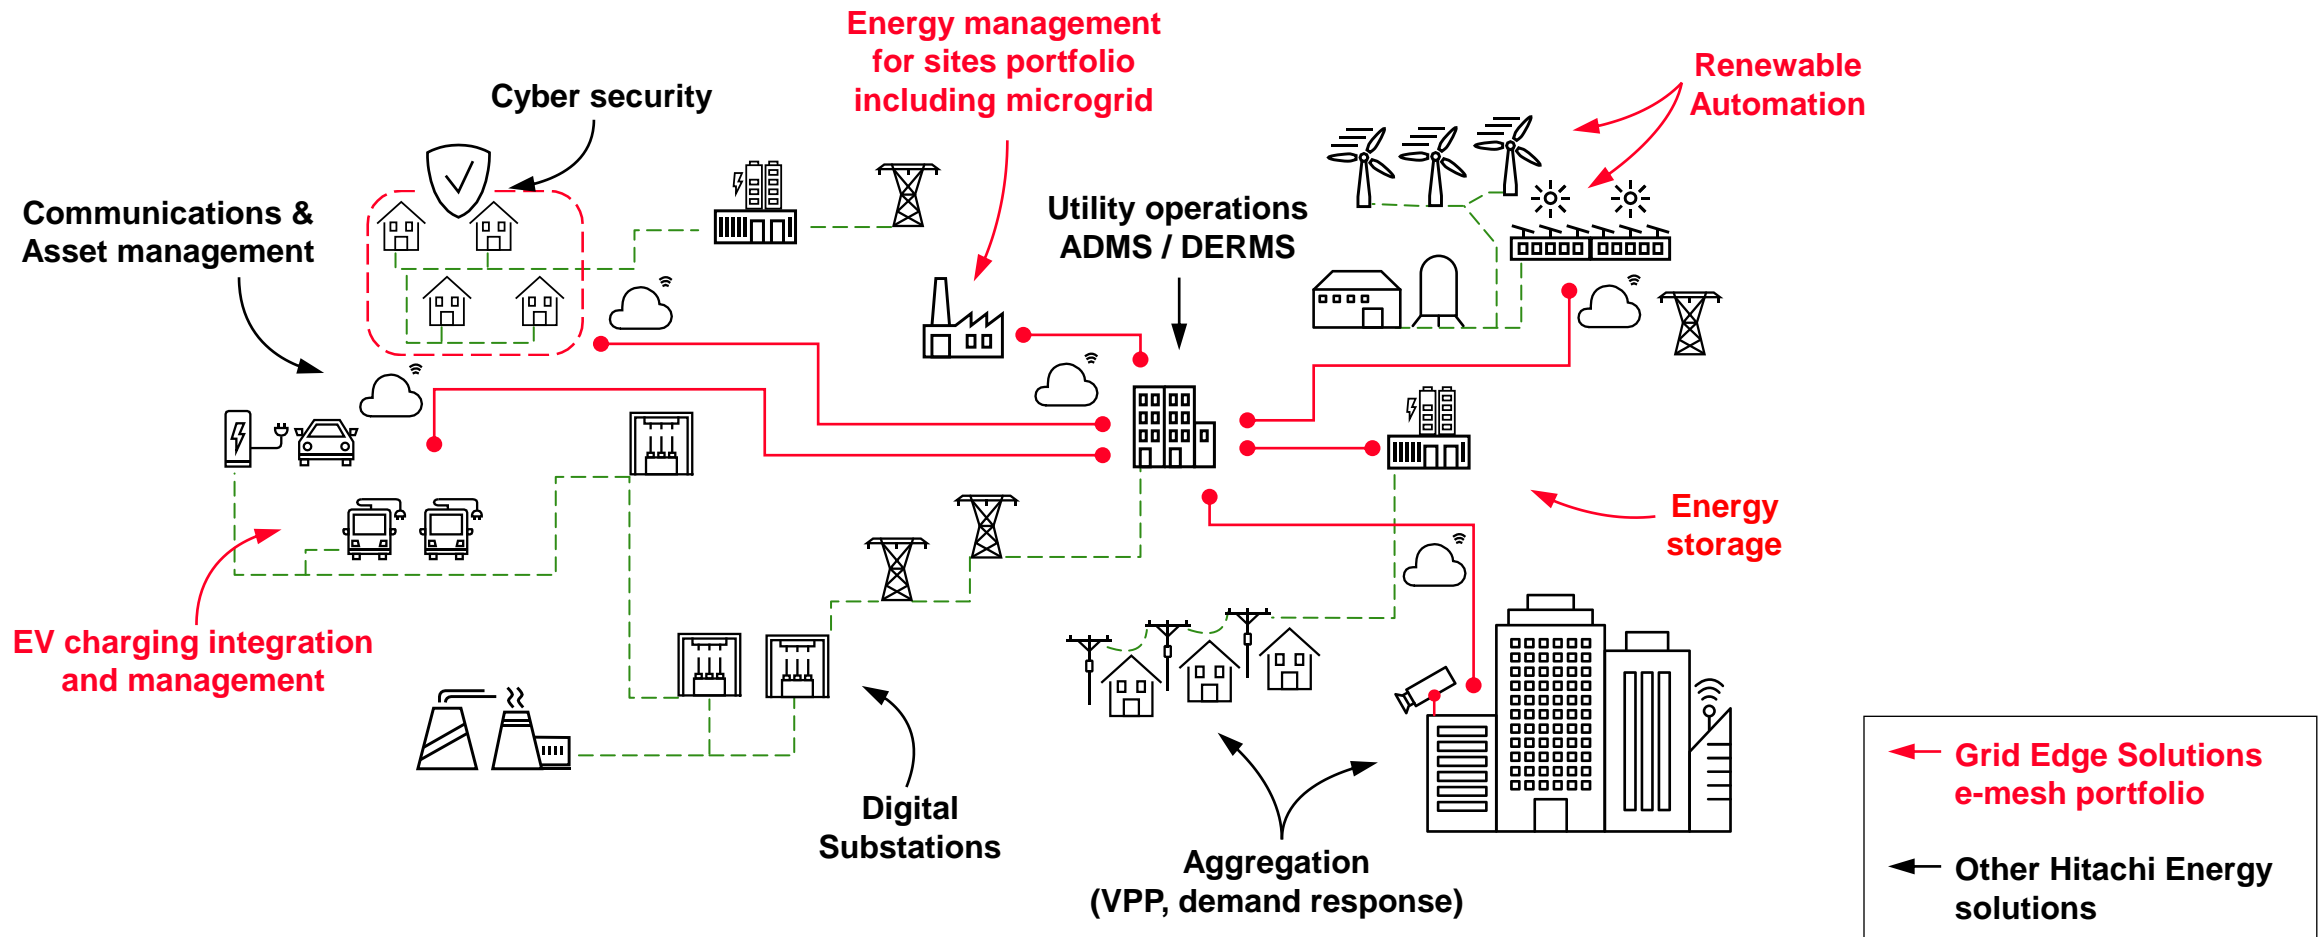 Energy management
for sites portfolio
including microgrid
Renewable
Automation
Cyber security
Communications &
Asset management
Utility operations
ADMS / DERMS
Energy
storage
EV charging integration
and management
Digital
Substations
Aggregation
(VPP, demand response)
Grid Edge Solutions
e-mesh portfolio
Other Hitachi Energy
solutions